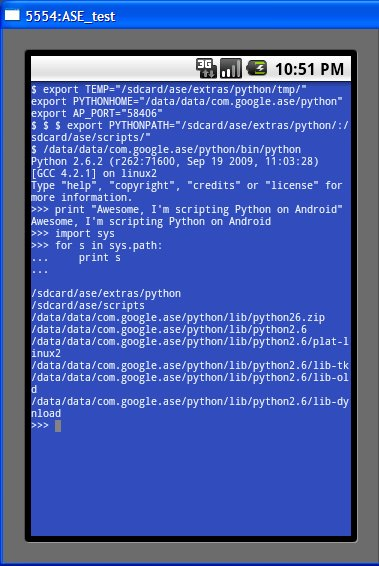 5554:ASE_test
3G
10:51 PM
$ export TEMP="/sdcard/ase/extras/python/tmp/"
export PYTHONHOME="/data/data/com.google.ase/python"
export AP_PORT="58406"
$ $ $ export PYTHONPATH="/sdcard/ase/extras/python/:/
sdcard/ase/scripts/"
$ /data/data/com.google.ase/python/bin/python
Python 2.6.2 (r262:71600, Sep 19 2009, 11:03:28)
[GCC 4.2.1] on linux2
Type "help", "copyright", "credits" or "license" for
more information.
>>> print "Awesome, I'm scripting Python on Android"
Awesome, I'm scripting Python on Android
>>> import sys
>>> for s in sys.path:
...     print s
...
/sdcard/ase/extras/python
/sdcard/ase/scripts
/data/data/com.google.ase/python/lib/python26.zip
/data/data/com.google.ase/python/lib/python2.6
/data/data/com.google.ase/python/lib/python2.6/plat-l
inux2
/data/data/com.google.ase/python/lib/python2.6/lib-tk
/data/data/com.google.ase/python/lib/python2.6/lib-ol
d
/data/data/com.google.ase/python/lib/python2.6/lib-dy
nload
>>>